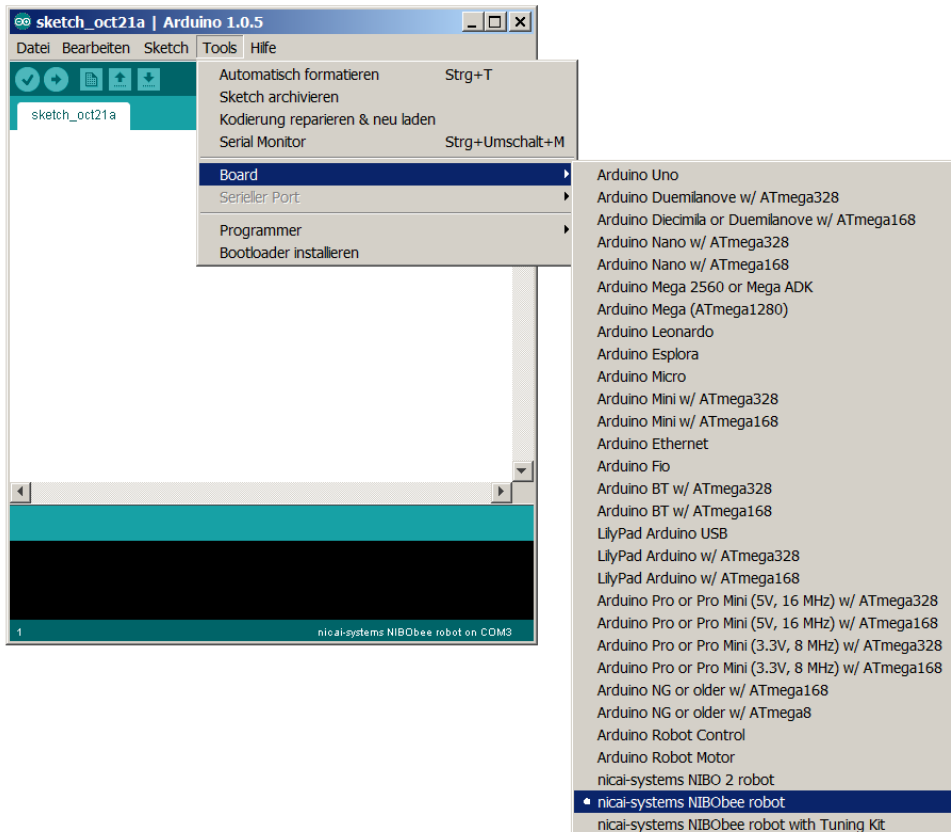 sketch_oct21a | Arduino 1.0.5
Datei Bearbeiten Sketch Tools Hilfe
sketch_oct21a
Automatisch formatieren Strg+T
Sketch archivieren
Kodierung reparieren & neu laden
Serial Monitor Strg+Umschalt+M
Board
Serieller Port
Programmer
Bootloader installieren
Arduino Uno
Arduino Duemilanove w/ ATmega328
Arduino Diecimila or Duemilanove w/ ATmega168
Arduino Nano w/ ATmega328
Arduino Nano w/ ATmega168
Arduino Mega 2560 or Mega ADK
Arduino Mega (ATmega1280)
Arduino Leonardo
Arduino Esplora
Arduino Micro
Arduino Mini w/ ATmega328
Arduino Mini w/ ATmega168
Arduino Ethernet
Arduino Fio
Arduino BT w/ ATmega328
Arduino BT w/ ATmega168
LilyPad Arduino USB
LilyPad Arduino w/ ATmega328
LilyPad Arduino w/ ATmega168
Arduino Pro or Pro Mini (5V, 16 MHz) w/ ATmega328
Arduino Pro or Pro Mini (5V, 16 MHz) w/ ATmega168
Arduino Pro or Pro Mini (3.3V, 8 MHz) w/ ATmega328
Arduino Pro or Pro Mini (3.3V, 8 MHz) w/ ATmega168
Arduino NG or older w/ ATmega168
Arduino NG or older w/ ATmega8
Arduino Robot Control
Arduino Robot Motor
nicai-systems NIBO 2 robot
nicai-systems NIBObee robot
nicai-systems NIBObee robot with Tuning Kit
1 nicai-systems NIBObee robot on COM3